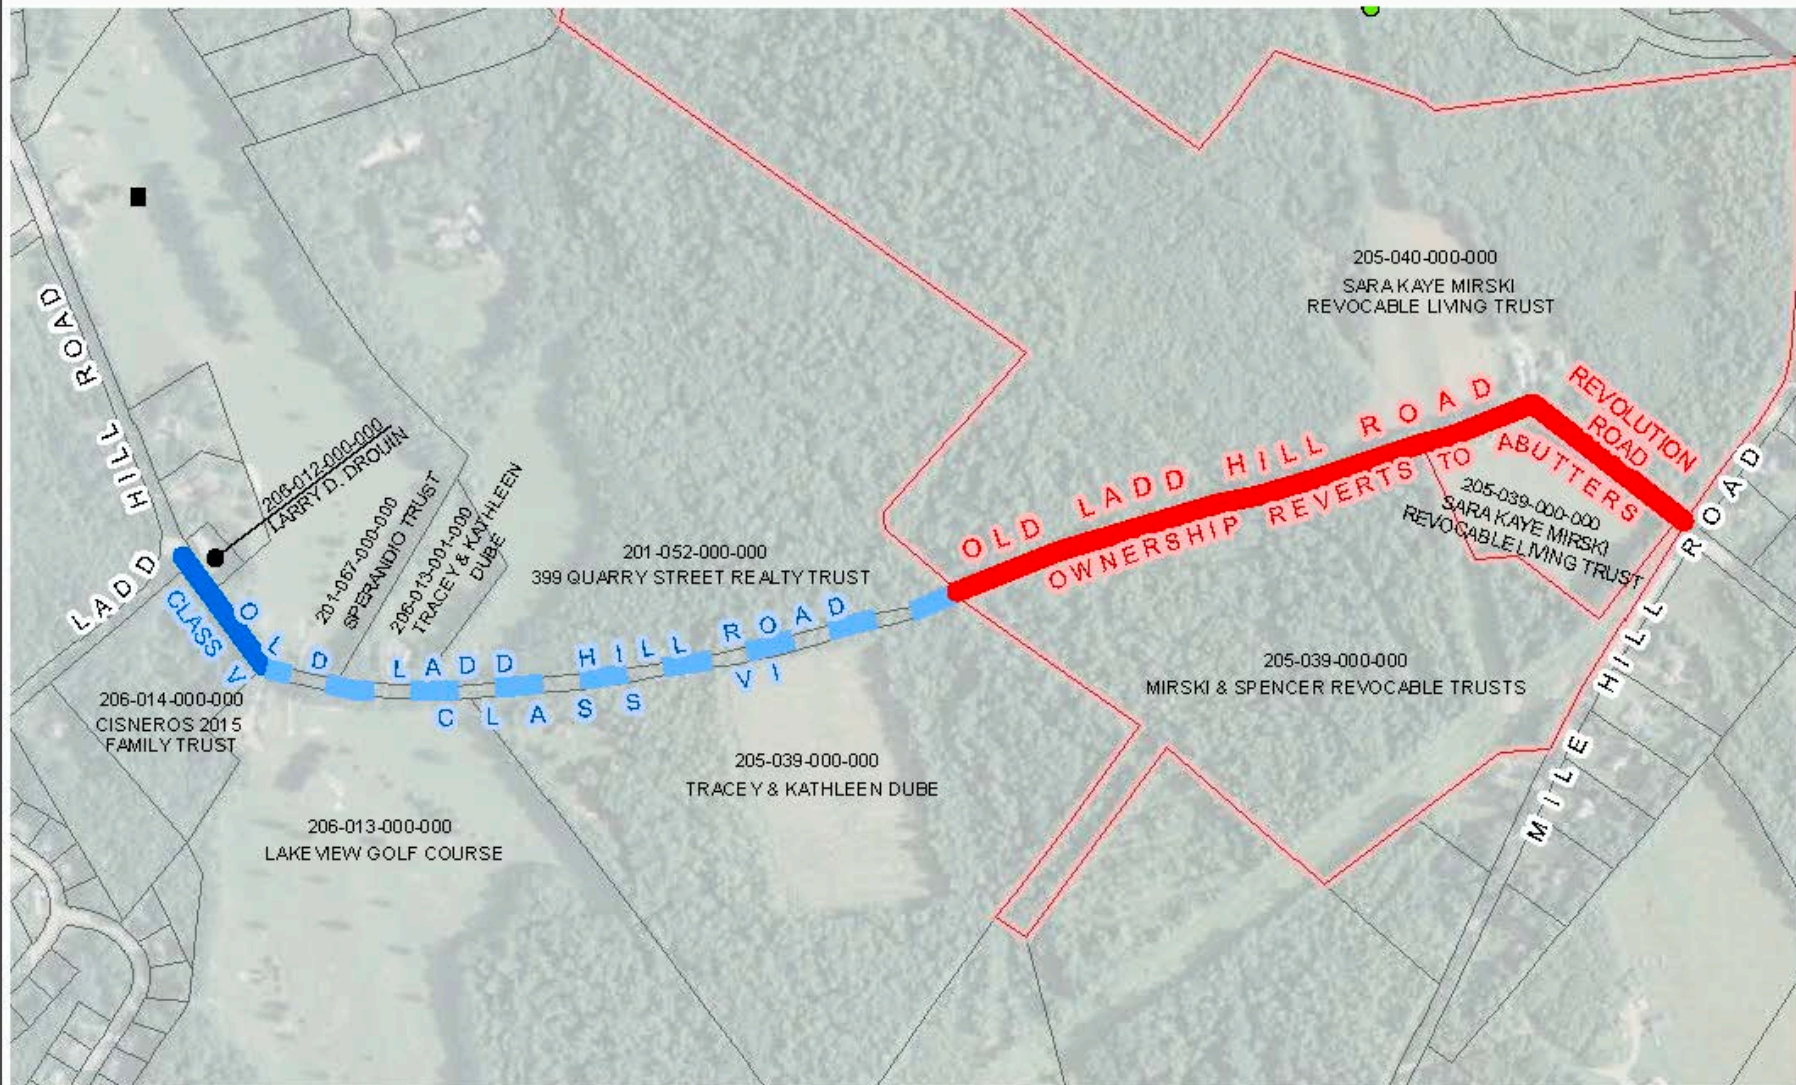 205-040-000-000
SARA KAYE MIRSKI
REVOCABLE LIVING TRUST
LADD HILL ROAD
206-012-000-000
LARRY D. DROUIN
201-067-000-000
SPERANDIO TRUST
206-013-001-000
TRACEY & KATHLEEN
DUBE
201-052-000-000
399 QUARRY STREET REALTY TRUST
OLD LADD HILL ROAD
OWNERSHIP REVERTS TO ABUTTERS
REVOLUTION
ROAD
205-039-000-000
SARA KAYE MIRSKI
REVOCABLE LIVING TRUST
MILE HILL ROAD
CLASS V
OLD LADD HILL ROAD
CLASS VI
206-014-000-000
CISNEROS 2015
FAMILY TRUST
205-039-000-000
MIRSKI & SPENCER REVOCABLE TRUSTS
205-039-000-000
TRACEY & KATHLEEN DUBE
206-013-000-000
LAKEVIEW GOLF COURSE